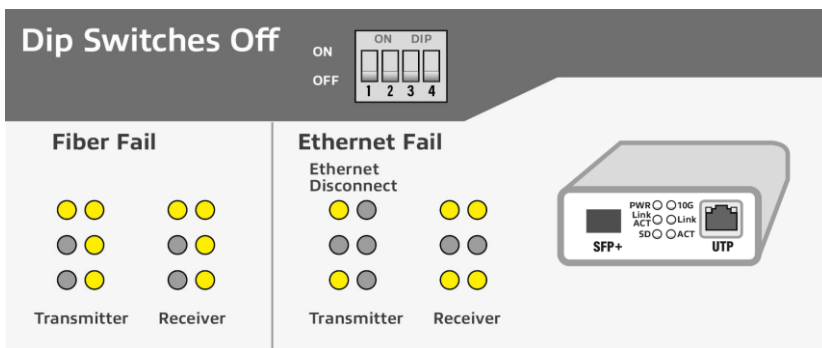 Dip Switches Off
ON
OFF
ON DIP
1 2 3 4
Fiber Fail
Transmitter Receiver
Ethernet Fail
Ethernet
Disconnect
Transmitter Receiver
PWR 10G
Link
ACT Link
SD ACT
SFP+ UTP